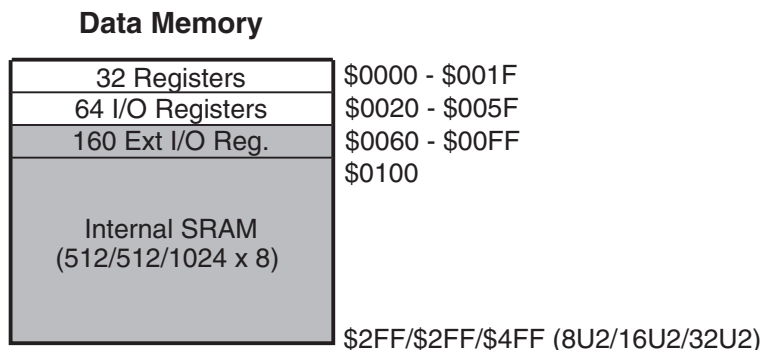 Data Memory
32 Registers $0000 - $001F
64 I/O Registers $0020 - $005F
160 Ext I/O Reg. $0060 - $00FF
$0100
Internal SRAM
(512/512/1024 x 8)
$2FF/$2FF/$4FF (8U2/16U2/32U2)